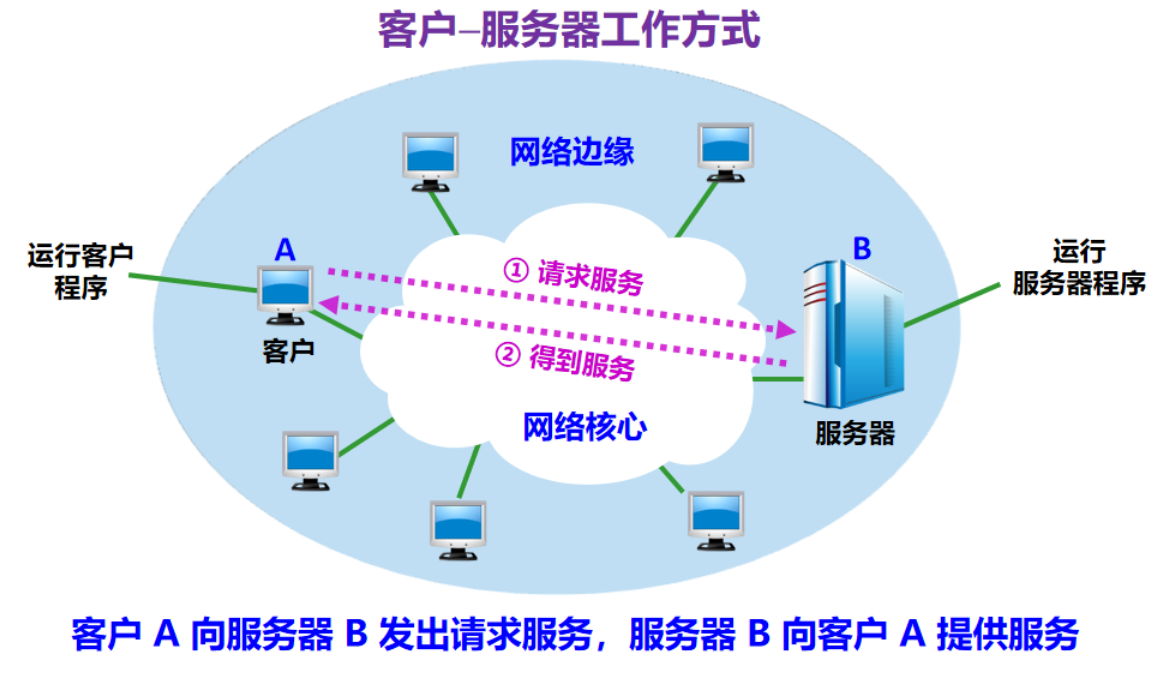 客户–服务器工作方式
网络边缘
A
B
运行客户
程序
运行
服务器程序
① 请求服务
② 得到服务
客户
网络核心
服务器
客户 A 向服务器 B 发出请求服务，服务器 B 向客户 A 提供服务